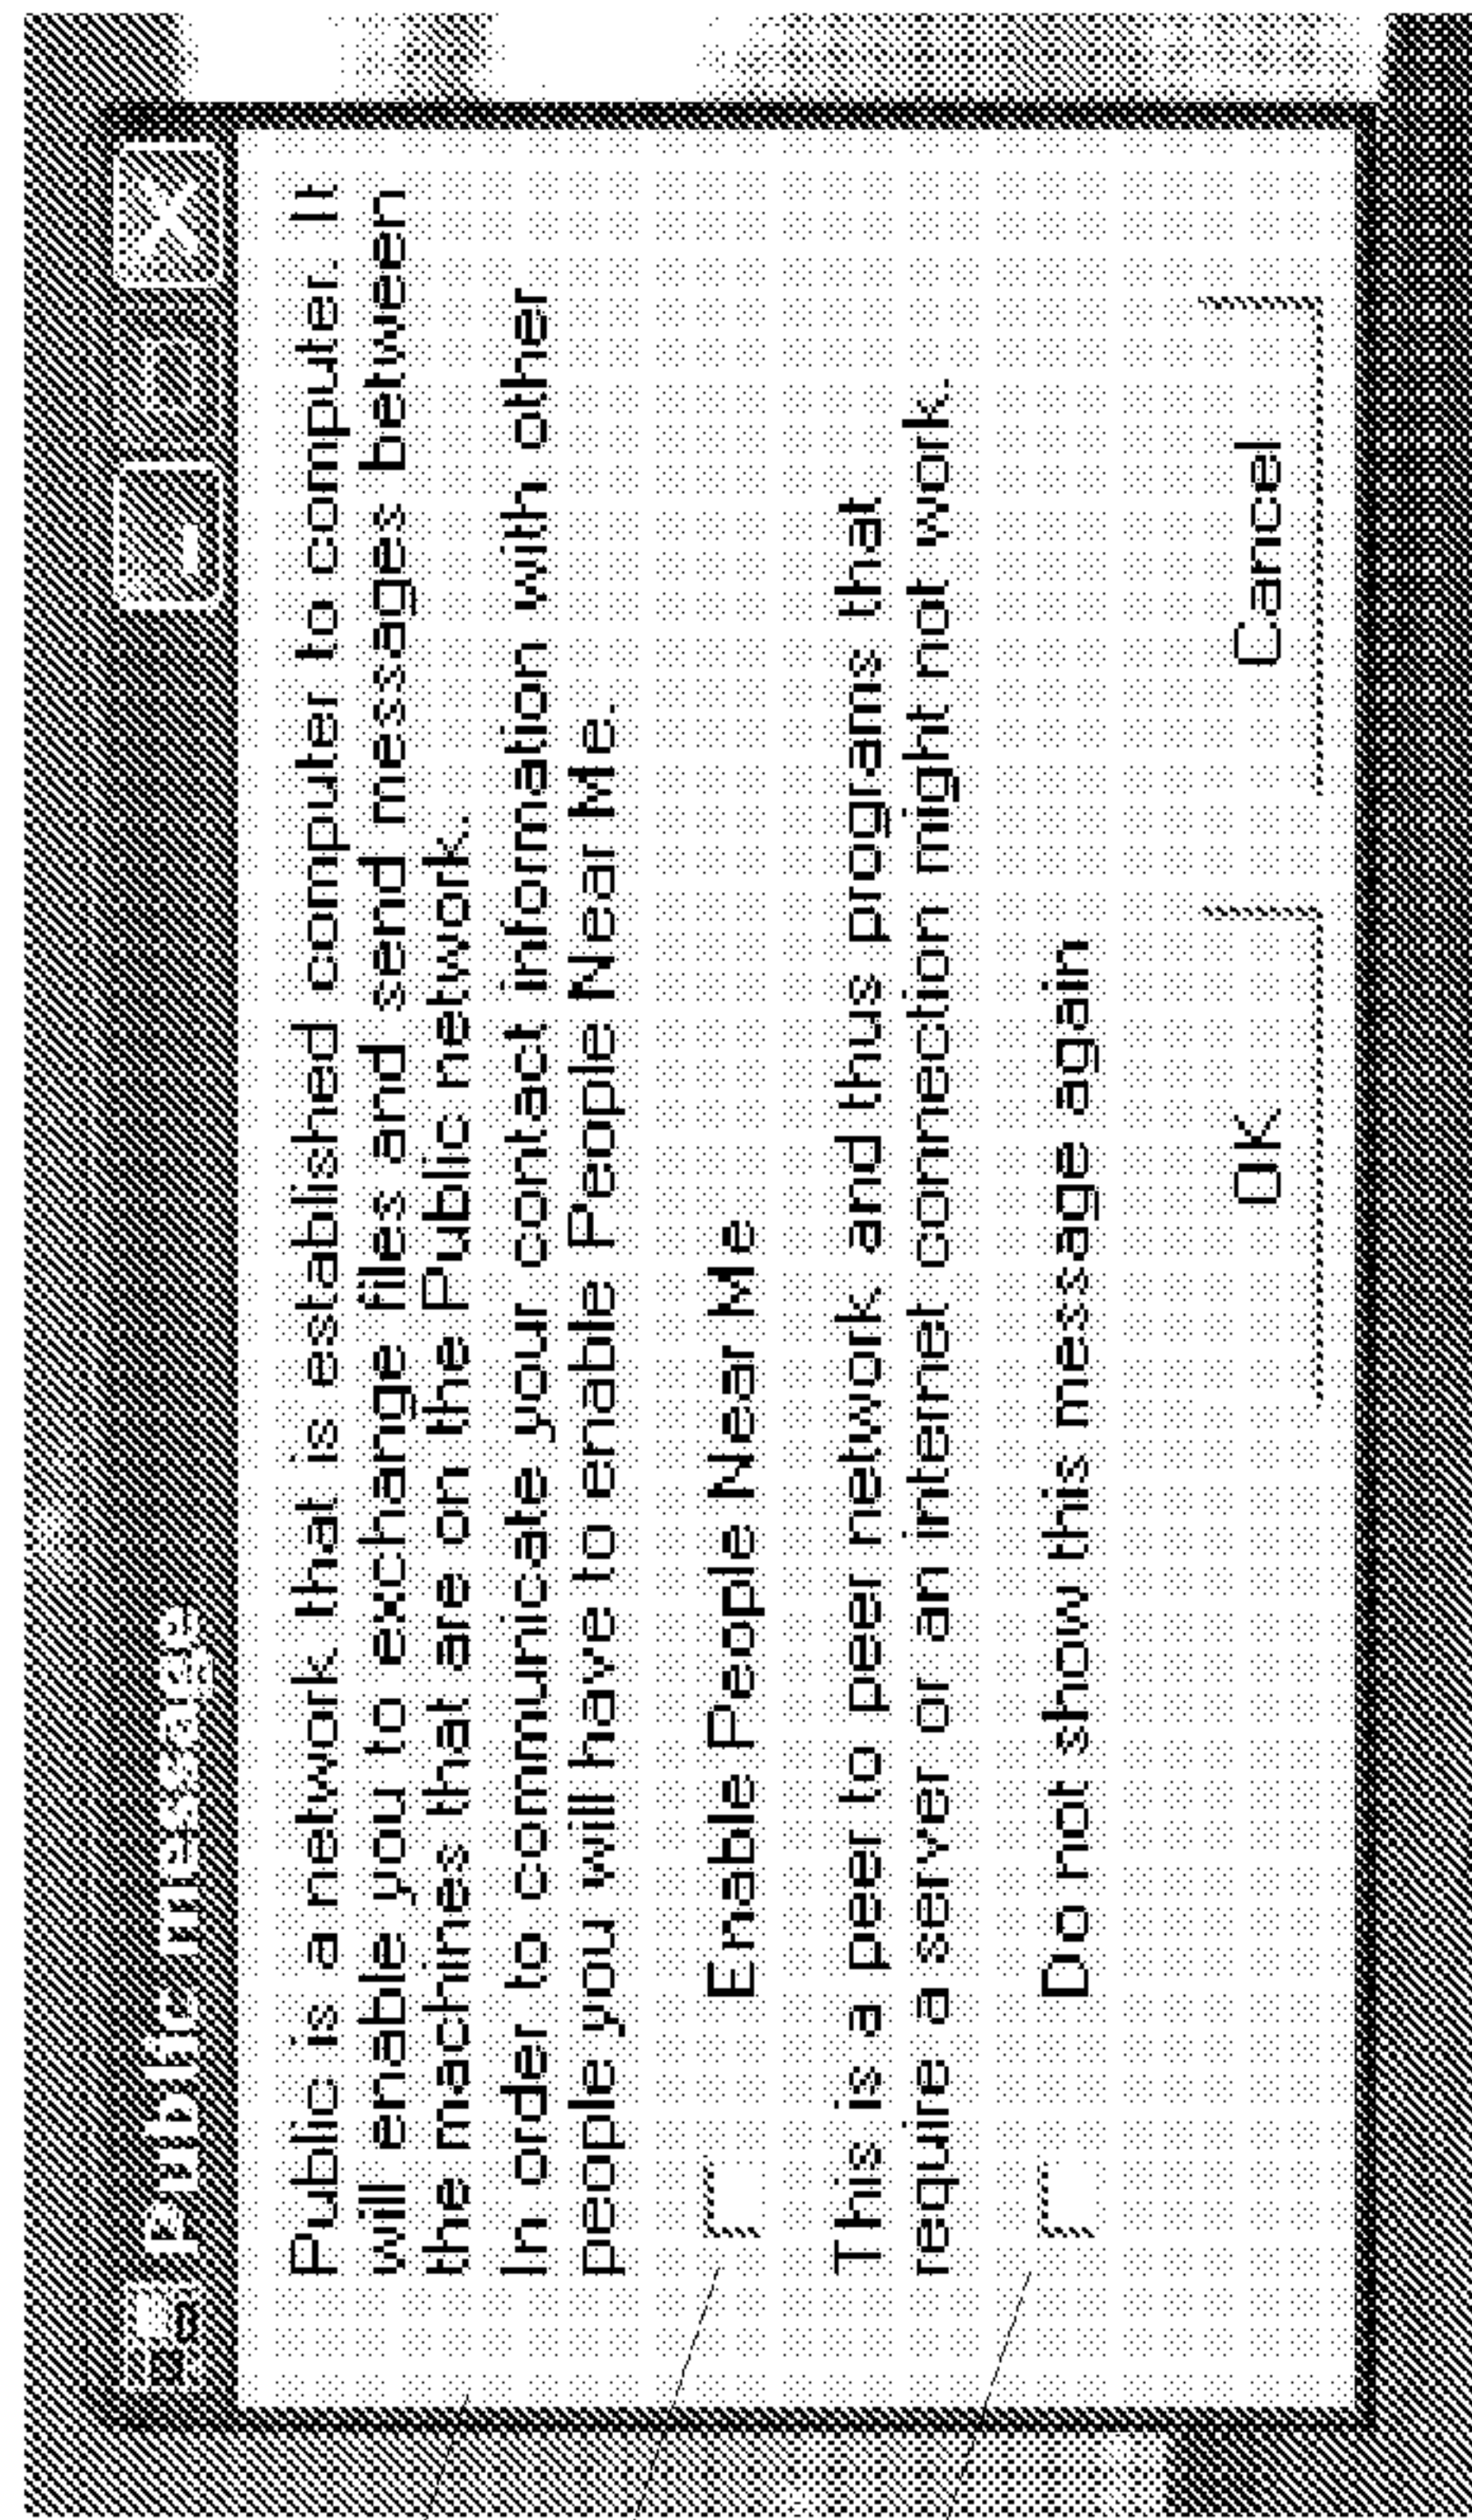 Public message
Public is a network that is established computer to computer. It
will enable you to exchange files and send messages between
the machines that are on the Public network.
In order to communicate your contact information with other
people you will have to enable People Near Me.
Enable People Near Me
This is a peer to peer network and thus programs that
require a server or an internet connection might not work.
Do not show this message again
OK
Cancel